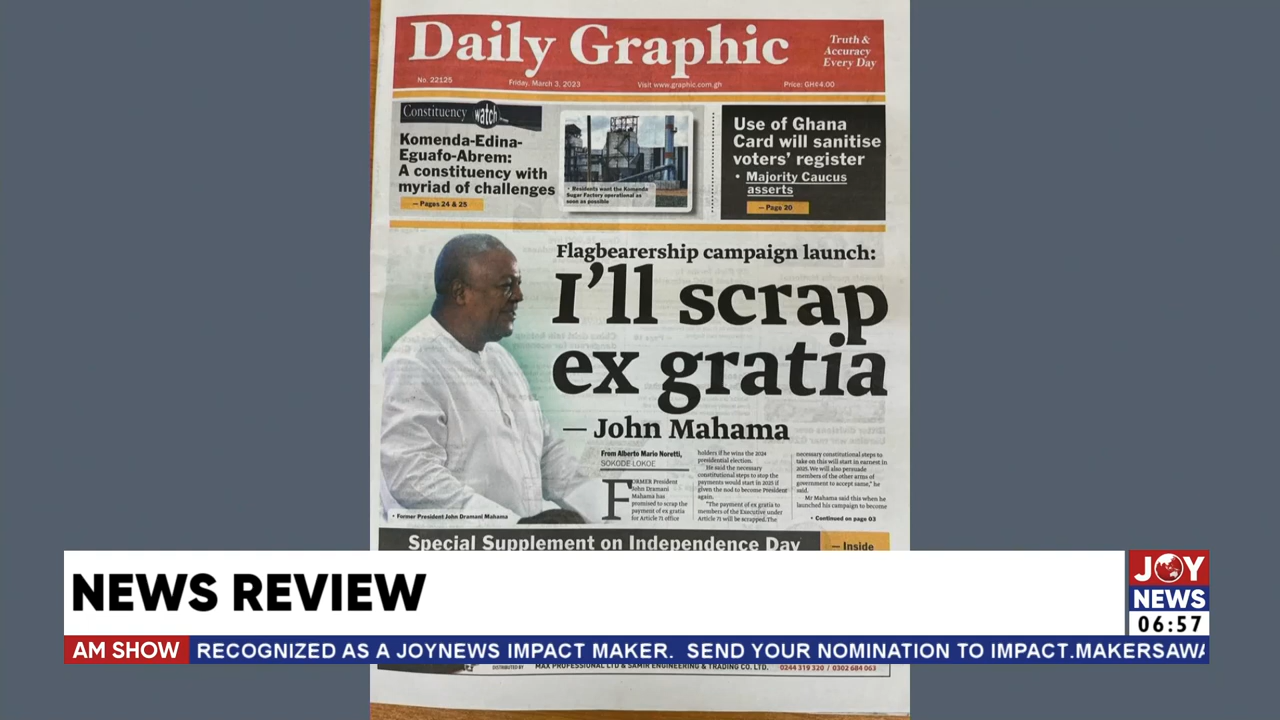 Daily Graphic
Truth &
Accuracy
Every Day
No. 22125
Friday, March 3, 2023
Visit www.graphic.com.gh
Price: GH¢4.00
Constituency watch
Komenda-Edina-
Eguafo-Abrem:
A constituency with
myriad of challenges
— Pages 24 & 25
• Residents want the Komenda
Sugar Factory operational as
soon as possible
Use of Ghana
Card will sanitise
voters' register
• Majority Caucus
asserts
— Page 20
Flagbearership campaign launch:
I'll scrap
ex gratia
— John Mahama
From Alberto Mario Noretti,
SOKODE LOKOE
FORMER President
John Dramani
Mahama has
promised to scrap the
payment of ex gratia
for Article 71 office
holders if he wins the 2024
presidential election.
He said the necessary
constitutional steps to stop the
payments would start in 2025 if
given the nod to become President
again.
"The payment of ex gratia to
members of the Executive under
Article 71 will be scrapped. The
necessary constitutional steps to
take on this will start in earnest in
2025. We will also persuade
members of the other arms of
government to accept same," he
said.
Mr Mahama said this when he
launched his campaign to become
• Continued on page 03
• Former President John Dramani Mahama
Special Supplement on Independence Day
— Inside
NEWS REVIEW
JOY
NEWS
06:57
AM SHOW
RECOGNIZED AS A JOYNEWS IMPACT MAKER. SEND YOUR NOMINATION TO IMPACT.MAKERSAWA
DISTRIBUTED BY
MAX PROFESSIONAL LTD & SAMIR ENGINEERING & TRADING CO. LTD.
0244 319 320 / 0302 684 063